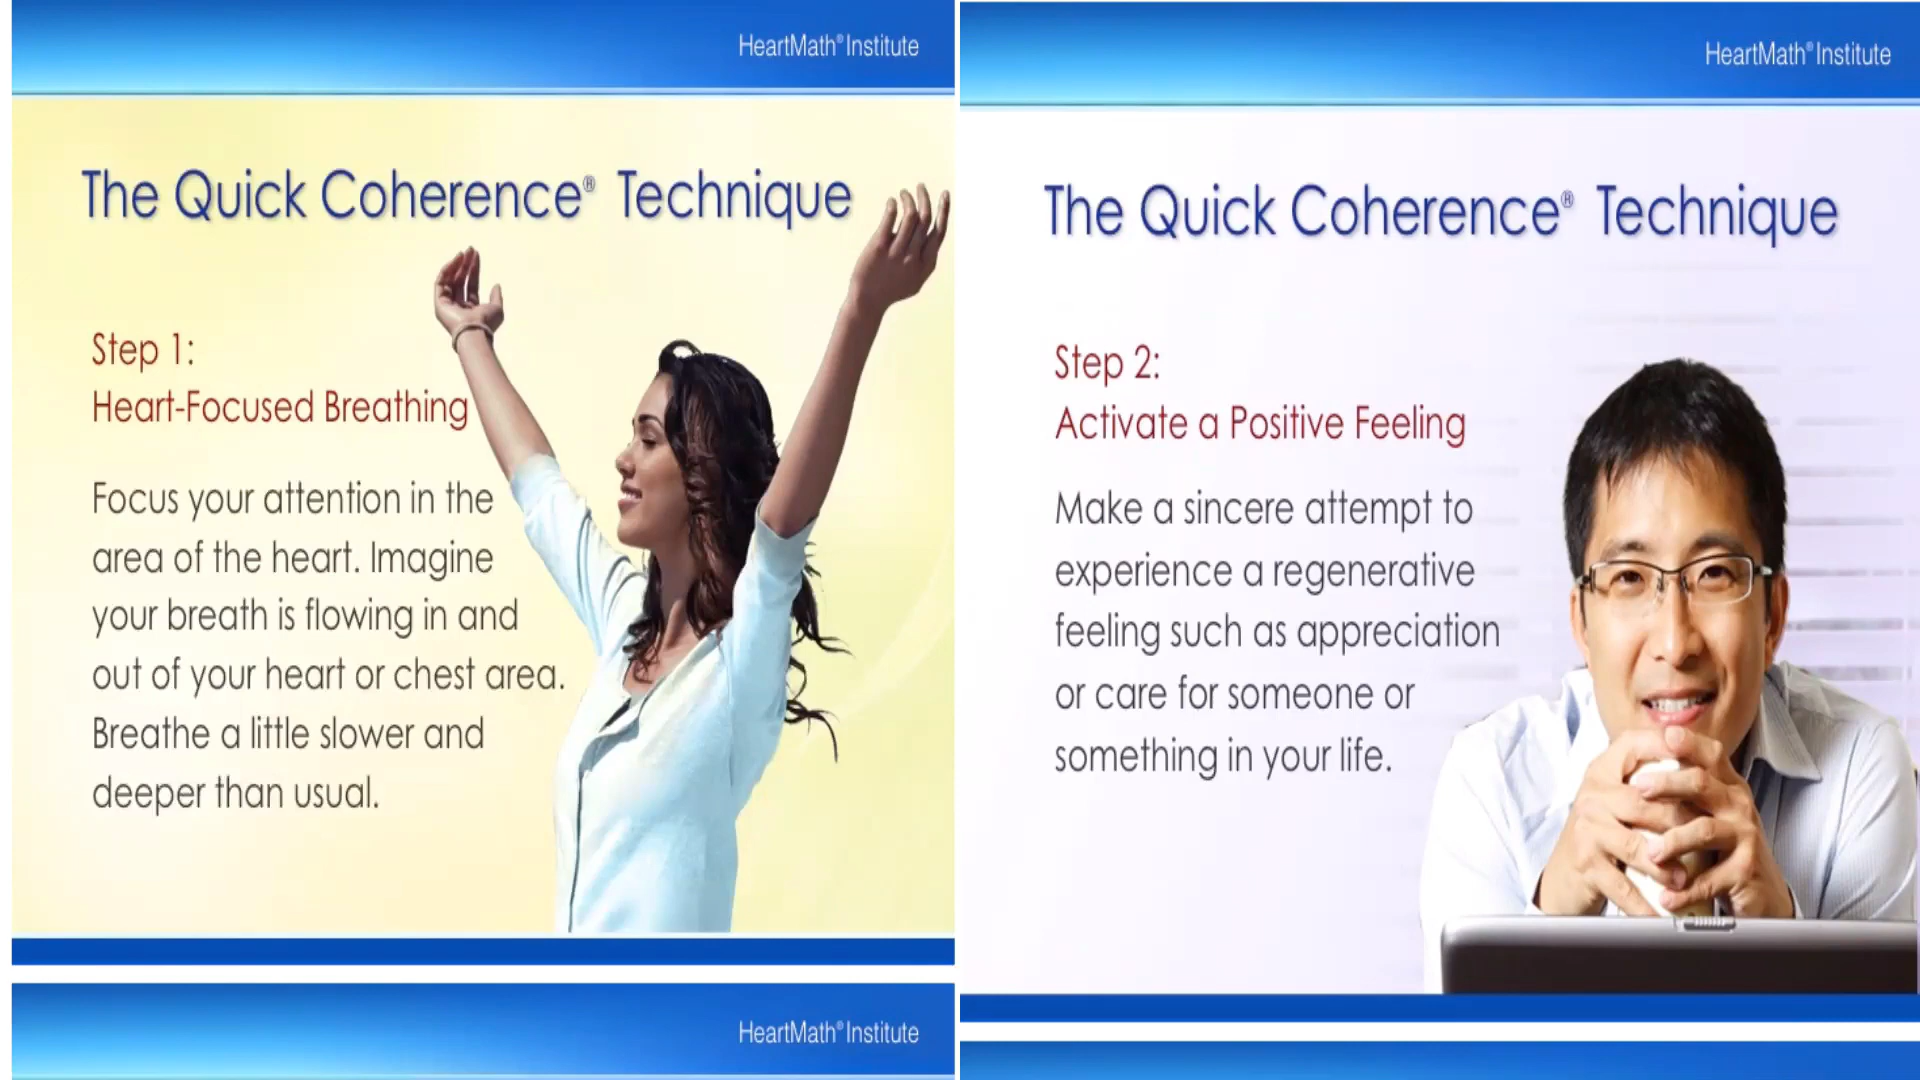 HeartMath® Institute
The Quick Coherence® Technique
Step 1:
Heart-Focused Breathing
Focus your attention in the
area of the heart. Imagine
your breath is flowing in and
out of your heart or chest area.
Breathe a little slower and
deeper than usual.
HeartMath® Institute
HeartMath® Institute
The Quick Coherence® Technique
Step 2:
Activate a Positive Feeling
Make a sincere attempt to
experience a regenerative
feeling such as appreciation
or care for someone or
something in your life.